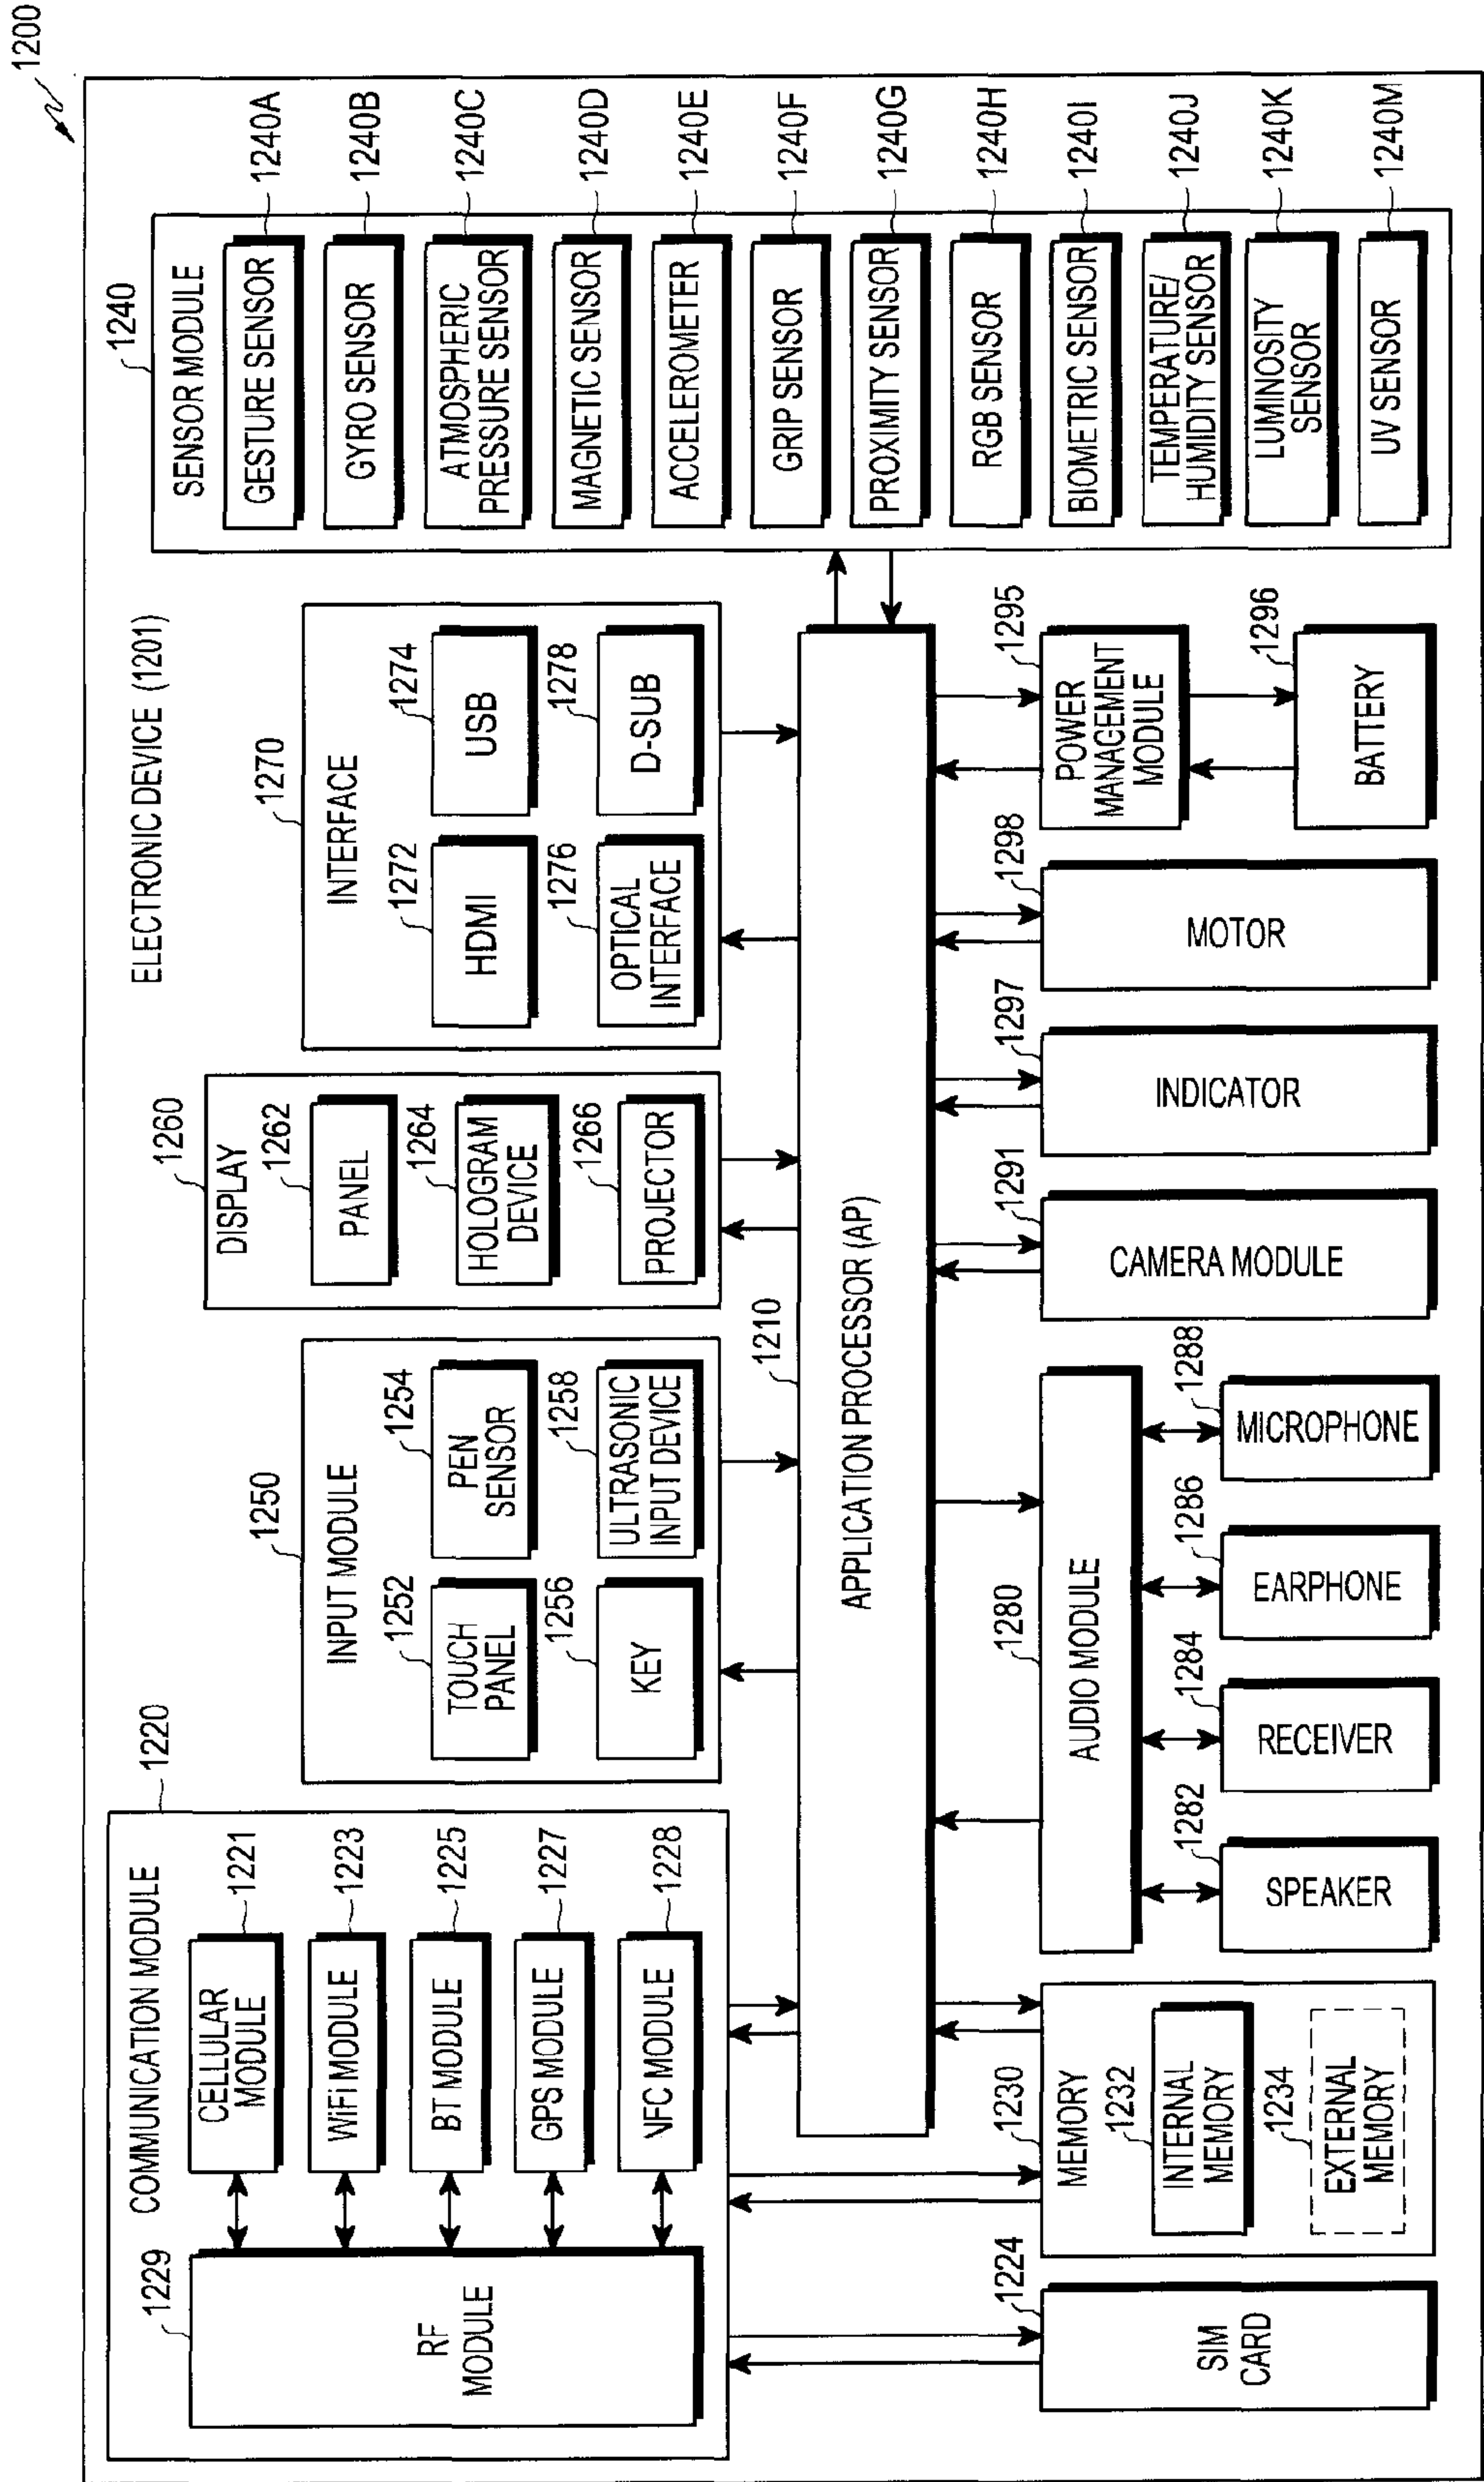 1200
ELECTRONIC DEVICE (1201)
1220
COMMUNICATION MODULE
1229
RF
MODULE
CELLULAR
MODULE
1221
WiFi MODULE
1223
BT MODULE
1225
GPS MODULE
1227
NFC MODULE
1228
1250
INPUT MODULE
1252
TOUCH
PANEL
1254
PEN
SENSOR
1256
KEY
1258
ULTRASONIC
INPUT DEVICE
1260
DISPLAY
1262
PANEL
1264
HOLOGRAM
DEVICE
1266
PROJECTOR
1270
INTERFACE
1272
HDMI
1274
USB
1276
OPTICAL
INTERFACE
1278
D-SUB
1240
SENSOR MODULE
GESTURE SENSOR
1240A
GYRO SENSOR
1240B
ATMOSPHERIC
PRESSURE SENSOR
1240C
MAGNETIC SENSOR
1240D
ACCELEROMETER
1240E
GRIP SENSOR
1240F
PROXIMITY SENSOR
1240G
RGB SENSOR
1240H
BIOMETRIC SENSOR
1240I
TEMPERATURE/
HUMIDITY SENSOR
1240J
LUMINOSITY
SENSOR
1240K
UV SENSOR
1240M
1210
APPLICATION PROCESSOR (AP)
1224
SIM
CARD
1230
MEMORY
1232
INTERNAL
MEMORY
1234
EXTERNAL
MEMORY
1280
AUDIO MODULE
1282
SPEAKER
1284
RECEIVER
1286
EARPHONE
1288
MICROPHONE
1291
CAMERA MODULE
1297
INDICATOR
1298
MOTOR
1295
POWER
MANAGEMENT
MODULE
1296
BATTERY